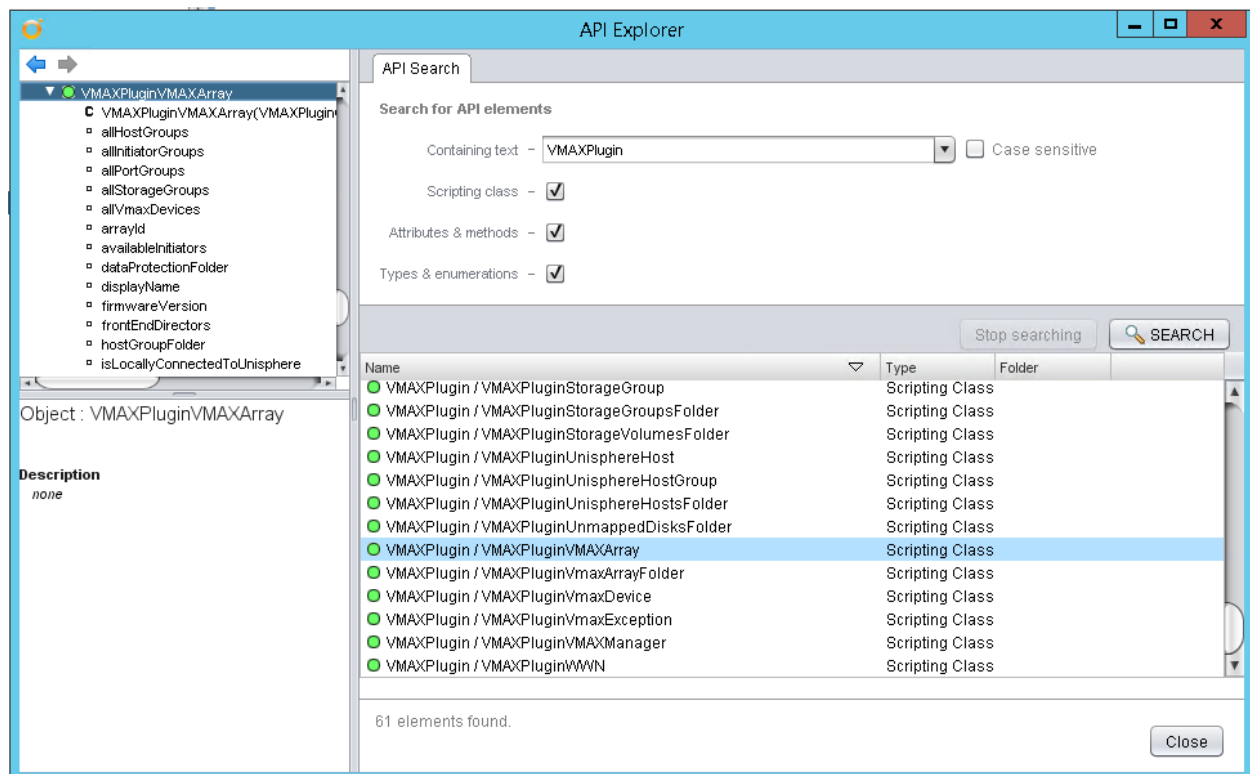 API Explorer
VMAXPluginVMAXArray
C VMAXPluginVMAXArray(VMAXPlugin
allHostGroups
allInitiatorGroups
allPortGroups
allStorageGroups
allVmaxDevices
arrayId
availableInitiators
dataProtectionFolder
displayName
firmwareVersion
frontEndDirectors
hostGroupFolder
isLocallyConnectedToUnisphere
Object : VMAXPluginVMAXArray
Description
none
API Search
Search for API elements
Containing text – VMAXPlugin Case sensitive
Scripting class –
Attributes & methods –
Types & enumerations –
Stop searching SEARCH
Name Type Folder
VMAXPlugin / VMAXPluginStorageGroup Scripting Class
VMAXPlugin / VMAXPluginStorageGroupsFolder Scripting Class
VMAXPlugin / VMAXPluginStorageVolumesFolder Scripting Class
VMAXPlugin / VMAXPluginUnisphereHost Scripting Class
VMAXPlugin / VMAXPluginUnisphereHostGroup Scripting Class
VMAXPlugin / VMAXPluginUnisphereHostsFolder Scripting Class
VMAXPlugin / VMAXPluginUnmappedDisksFolder Scripting Class
VMAXPlugin / VMAXPluginVMAXArray Scripting Class
VMAXPlugin / VMAXPluginVmaxArrayFolder Scripting Class
VMAXPlugin / VMAXPluginVmaxDevice Scripting Class
VMAXPlugin / VMAXPluginVmaxException Scripting Class
VMAXPlugin / VMAXPluginVMAXManager Scripting Class
VMAXPlugin / VMAXPluginWWN Scripting Class
61 elements found.
Close